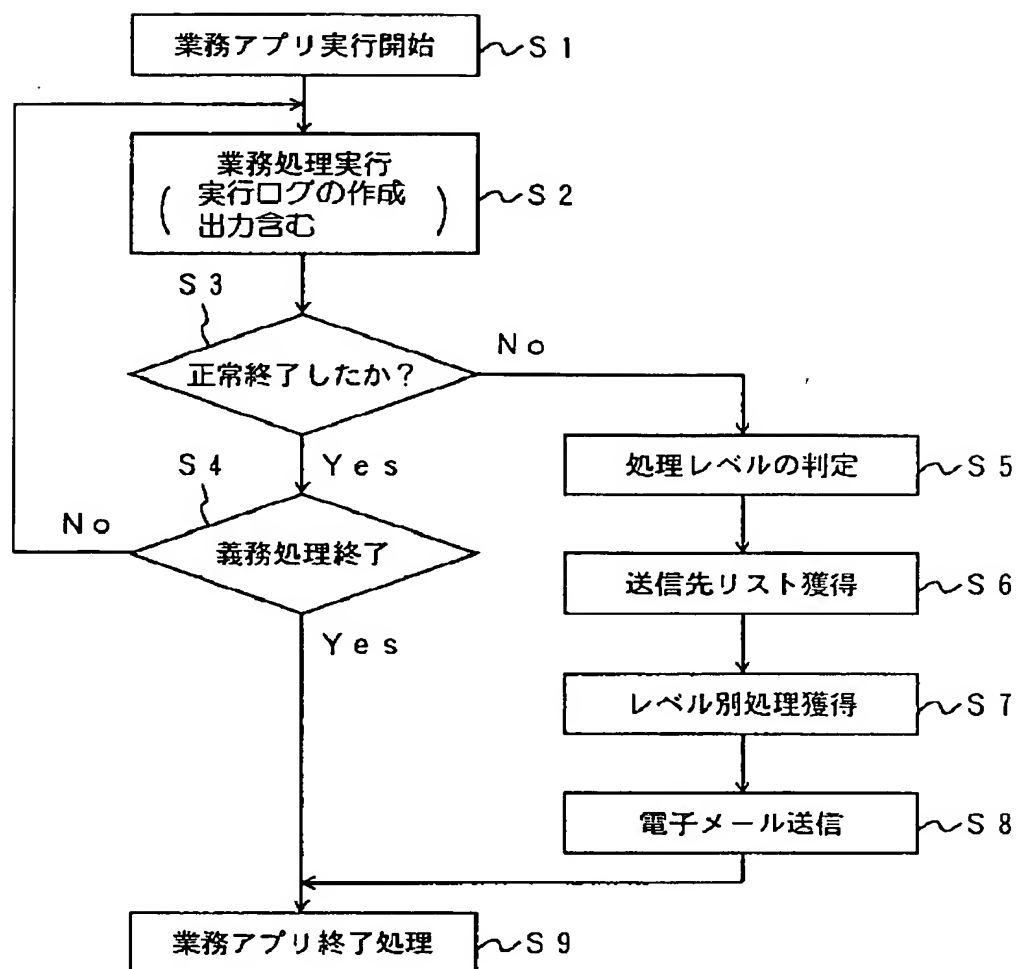 業務アプリ実行開始
S1
業務処理実行
(実行ログの作成
出力含む)
S2
S3
正常終了したか？
No
Yes
S4
No
義務処理終了
Yes
処理レベルの判定
S5
送信先リスト獲得
S6
レベル別処理獲得
S7
電子メール送信
S8
業務アプリ終了処理
S9